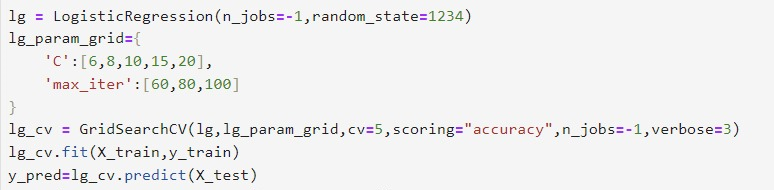 lg = LogisticRegression(n_jobs=-1,random_state=1234)
lg_param_grid={
    'C':[6,8,10,15,20],
    'max_iter':[60,80,100]
}
lg_cv = GridSearchCV(lg,lg_param_grid,cv=5,scoring="accuracy",n_jobs=-1,verbose=3)
lg_cv.fit(X_train,y_train)
y_pred=lg_cv.predict(X_test)